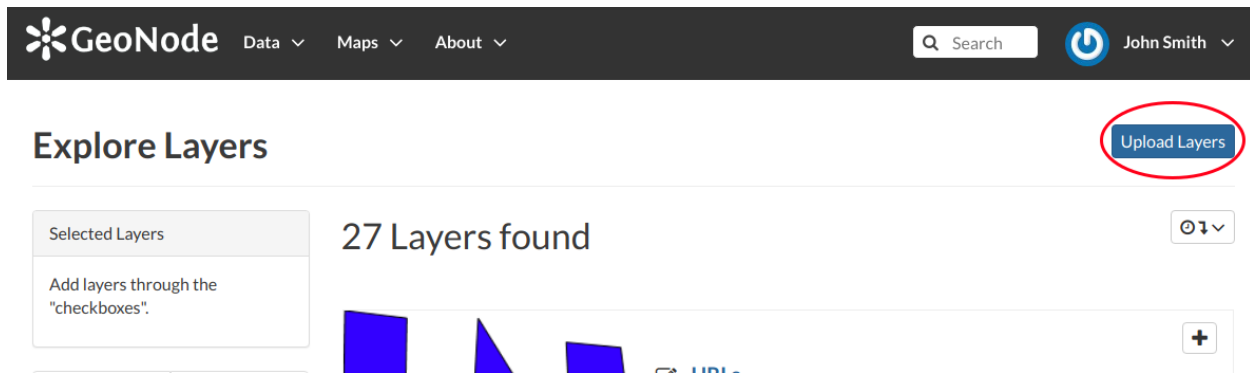 GeoNode Data Maps About Search John Smith
Explore Layers Upload Layers
Selected Layers
27 Layers found
Add layers through the
"checkboxes".